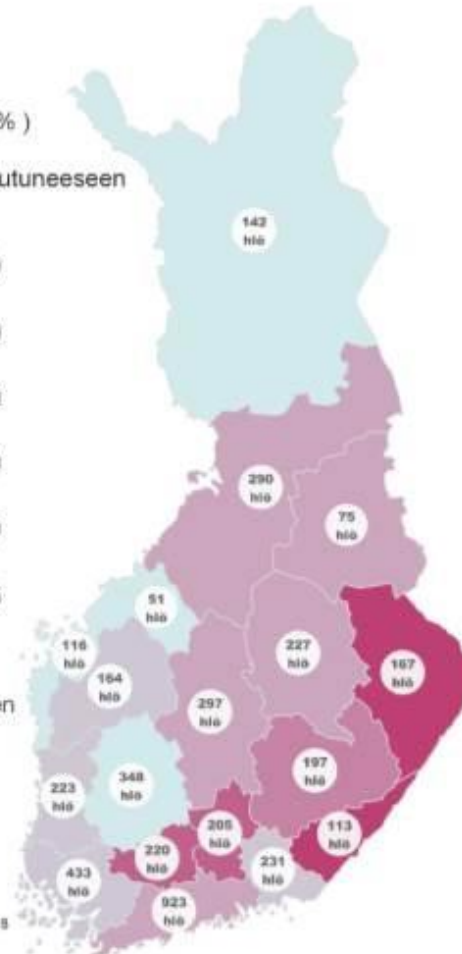 %)
utuneeseen
142
hlö
290
hlö
75
hlö
51
hlö
116
hlö
164
hlö
227
hlö
167
hlö
en
297
hlö
197
hlö
223
hlö
348
hlö
205
hlö
113
hlö
220
hlö
231
hlö
433
hlö
923
hlö
s